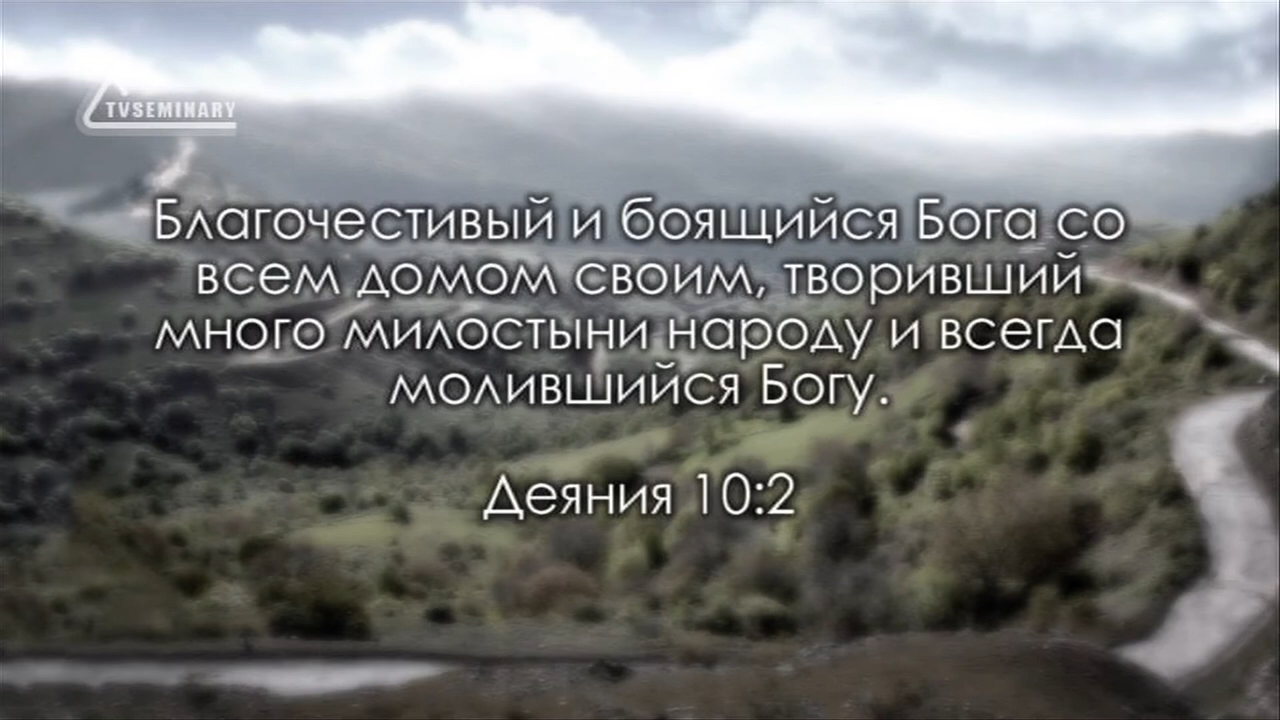 TVSEMINARY
Благочестивый и боящийся Бога со
всем домом своим, творивший
много милостыни народу и всегда
молившийся Богу.
Деяния 10:2